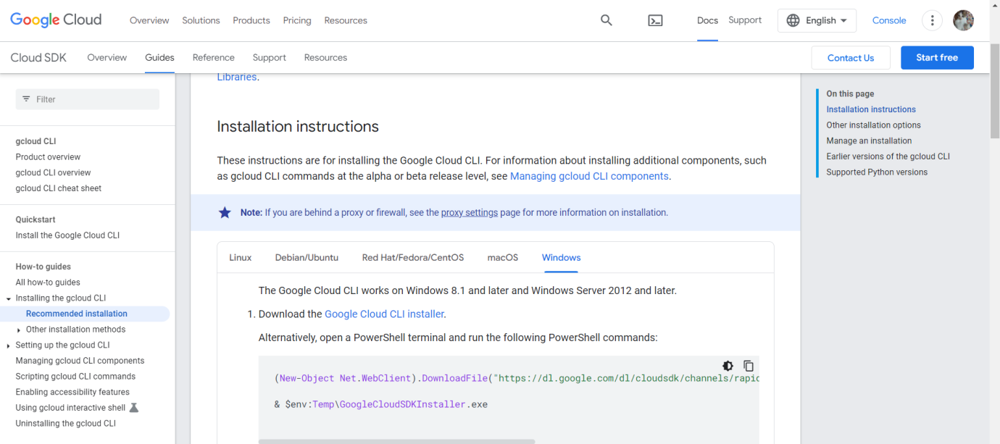 Google Cloud
Overview Solutions Products Pricing Resources
Docs Support English Console
Cloud SDK
Overview Guides Reference Support Resources
Contact Us Start free
Filter
gcloud CLI
Product overview
gcloud CLI overview
gcloud CLI cheat sheet
Quickstart
Install the Google Cloud CLI
How-to guides
All how-to guides
Installing the gcloud CLI
Recommended installation
Other installation methods
Setting up the gcloud CLI
Managing gcloud CLI components
Scripting gcloud CLI commands
Enabling accessibility features
Using gcloud interactive shell
Uninstalling the gcloud CLI
Libraries.
Installation instructions
These instructions are for installing the Google Cloud CLI. For information about installing additional components, such
as gcloud CLI commands at the alpha or beta release level, see Managing gcloud CLI components.
Note: If you are behind a proxy or firewall, see the proxy settings page for more information on installation.
Linux Debian/Ubuntu Red Hat/Fedora/CentOS macOS Windows
The Google Cloud CLI works on Windows 8.1 and later and Windows Server 2012 and later.
1. Download the Google Cloud CLI installer.
Alternatively, open a PowerShell terminal and run the following PowerShell commands:
(New-Object Net.WebClient).DownloadFile("https://dl.google.com/dl/cloudsdk/channels/rapid
& $env:Temp\GoogleCloudSDKInstaller.exe
On this page
Installation instructions
Other installation options
Manage an installation
Earlier versions of the gcloud CLI
Supported Python versions